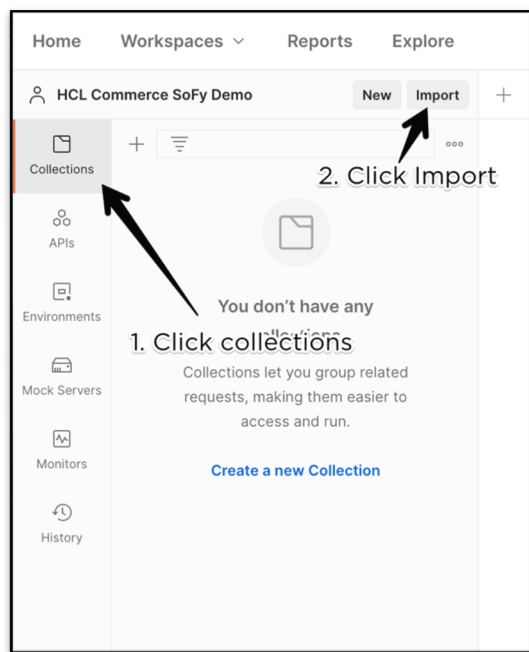 Home Workspaces Reports Explore
HCL Commerce SoFy Demo New Import
Collections
2. Click Import
APIs
Environments
You don't have any
1. Click collections
Mock Servers
Collections let you group related
requests, making them easier to
access and run.
Monitors
Create a new Collection
History